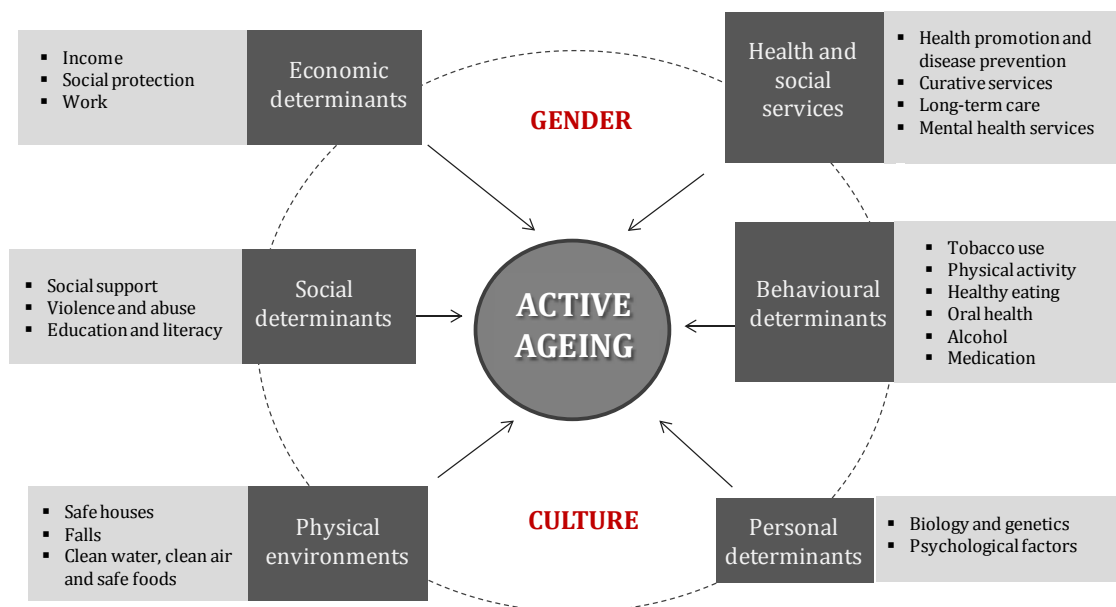 ▪ Income
▪ Social protection
▪ Work
Economic
determinants
GENDER
Health and
social
services
▪ Health promotion and
disease prevention
▪ Curative services
▪ Long-term care
▪ Mental health services
▪ Social support
▪ Violence and abuse
▪ Education and literacy
Social
determinants
ACTIVE
AGEING
Behavioural
determinants
▪ Tobacco use
▪ Physical activity
▪ Healthy eating
▪ Oral health
▪ Alcohol
▪ Medication
▪ Safe houses
▪ Falls
▪ Clean water, clean air
and safe foods
Physical
environments
CULTURE
Personal
determinants
▪ Biology and genetics
▪ Psychological factors